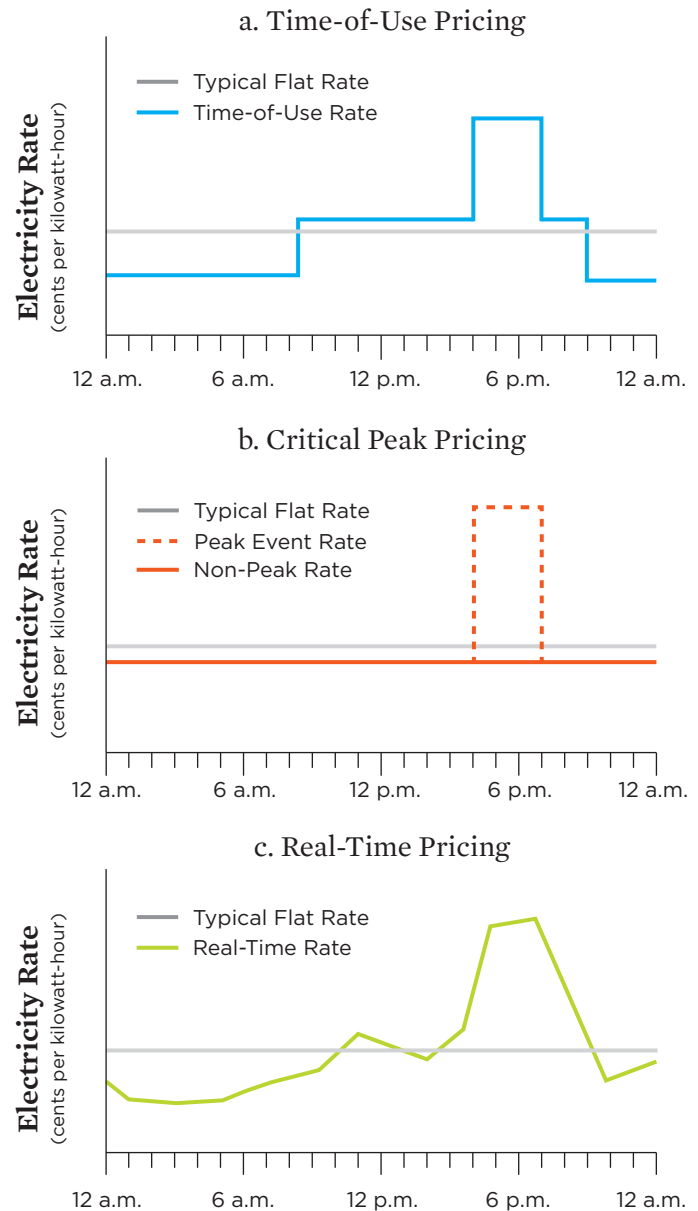 a. Time-of-Use Pricing
Typical Flat Rate
Time-of-Use Rate
Electricity Rate
(cents per kilowatt-hour)
12 a.m. 6 a.m. 12 p.m. 6 p.m. 12 a.m.
b. Critical Peak Pricing
Typical Flat Rate
Peak Event Rate
Non-Peak Rate
Electricity Rate
(cents per kilowatt-hour)
12 a.m. 6 a.m. 12 p.m. 6 p.m. 12 a.m.
c. Real-Time Pricing
Typical Flat Rate
Real-Time Rate
Electricity Rate
(cents per kilowatt-hour)
12 a.m. 6 a.m. 12 p.m. 6 p.m. 12 a.m.